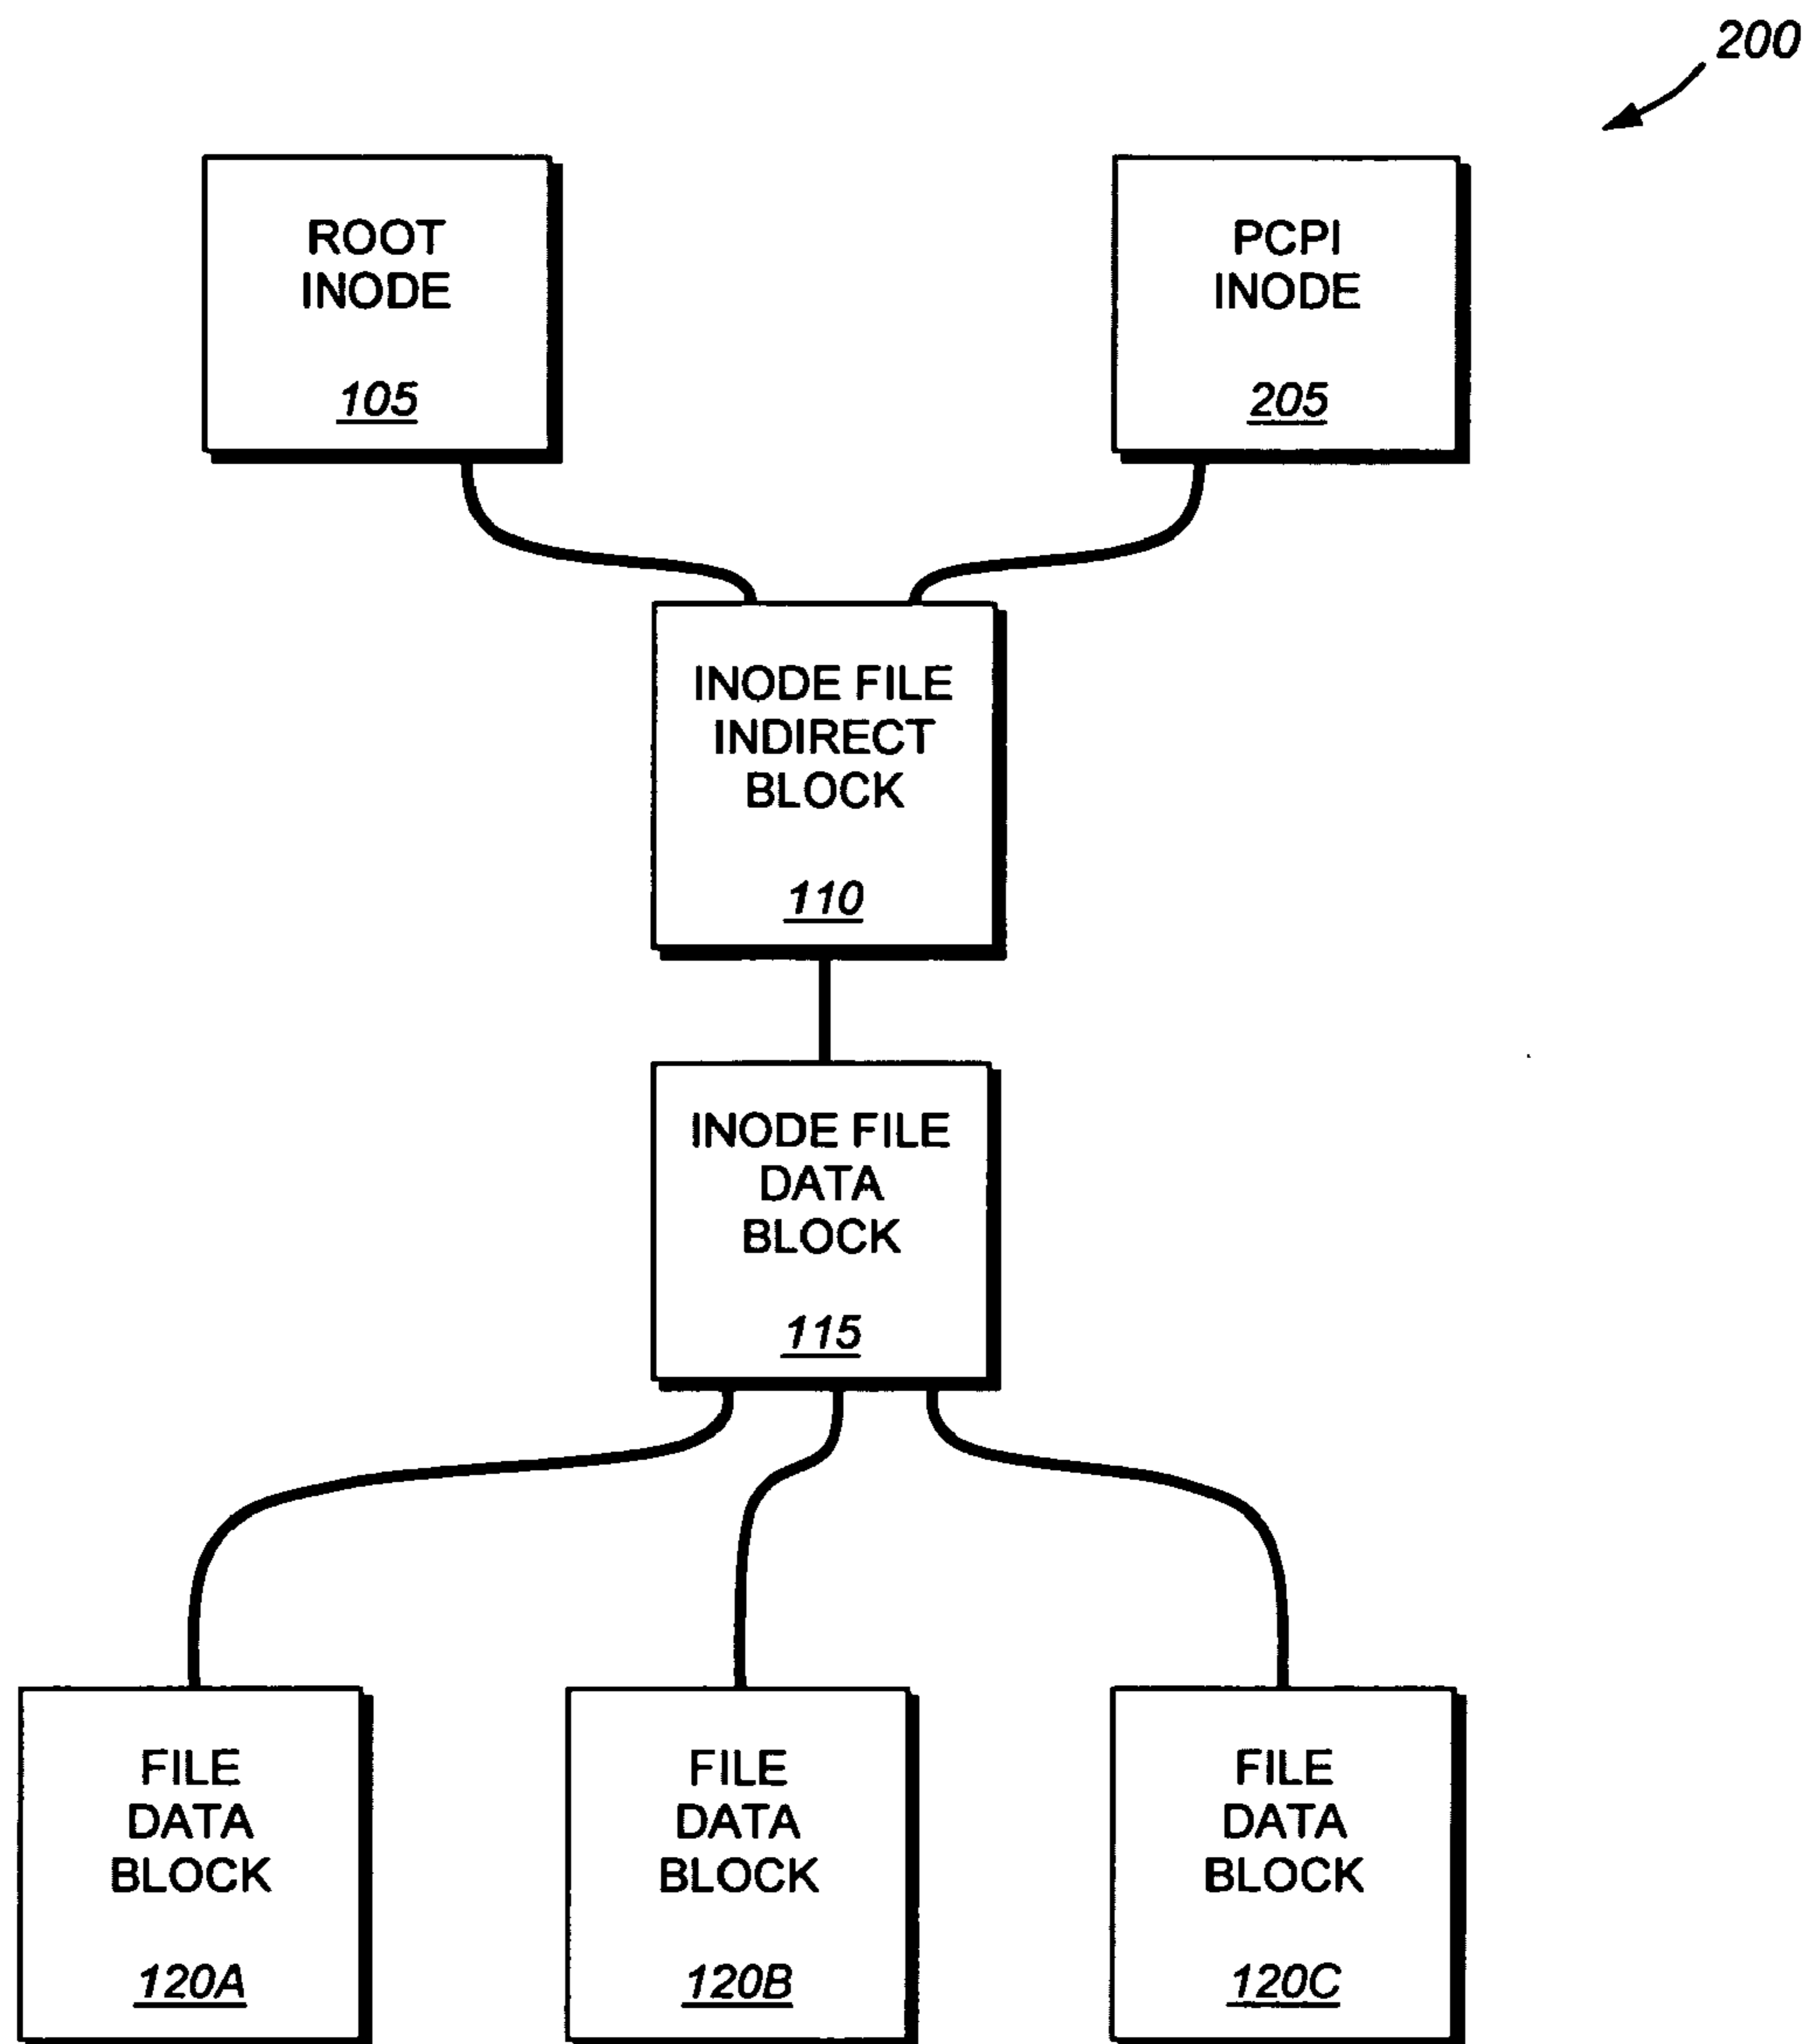 200
ROOT
INODE
105
PCPI
INODE
205
INODE FILE
INDIRECT
BLOCK
110
INODE FILE
DATA
BLOCK
115
FILE
DATA
BLOCK
120A
FILE
DATA
BLOCK
120B
FILE
DATA
BLOCK
120C